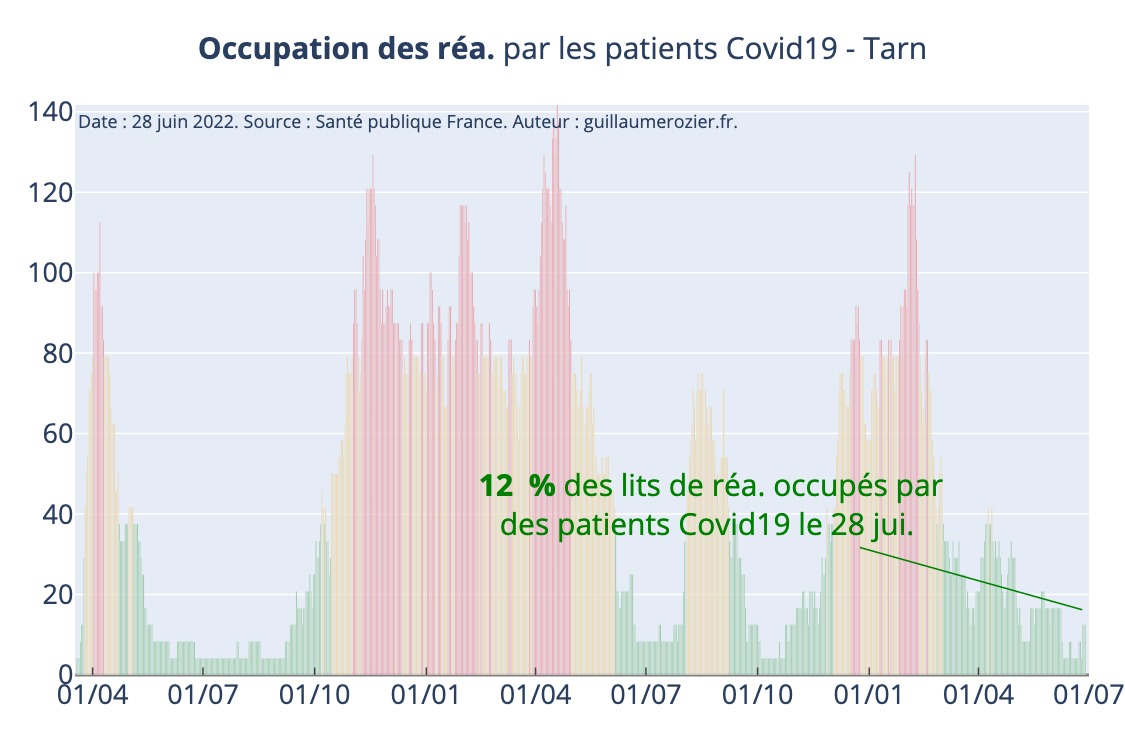 Occupation des réa. par les patients Covid19 - Tarn
140
Date : 28 juin 2022. Source : Santé publique France. Auteur : guillaumerozier.fr.
120
100
80
60
12 % des lits de réa. occupés par
des patients Covid19 le 28 jui.
40
20
0
01/04 01/07 01/10 01/01 01/04 01/07 01/10 01/01 01/04 01/07